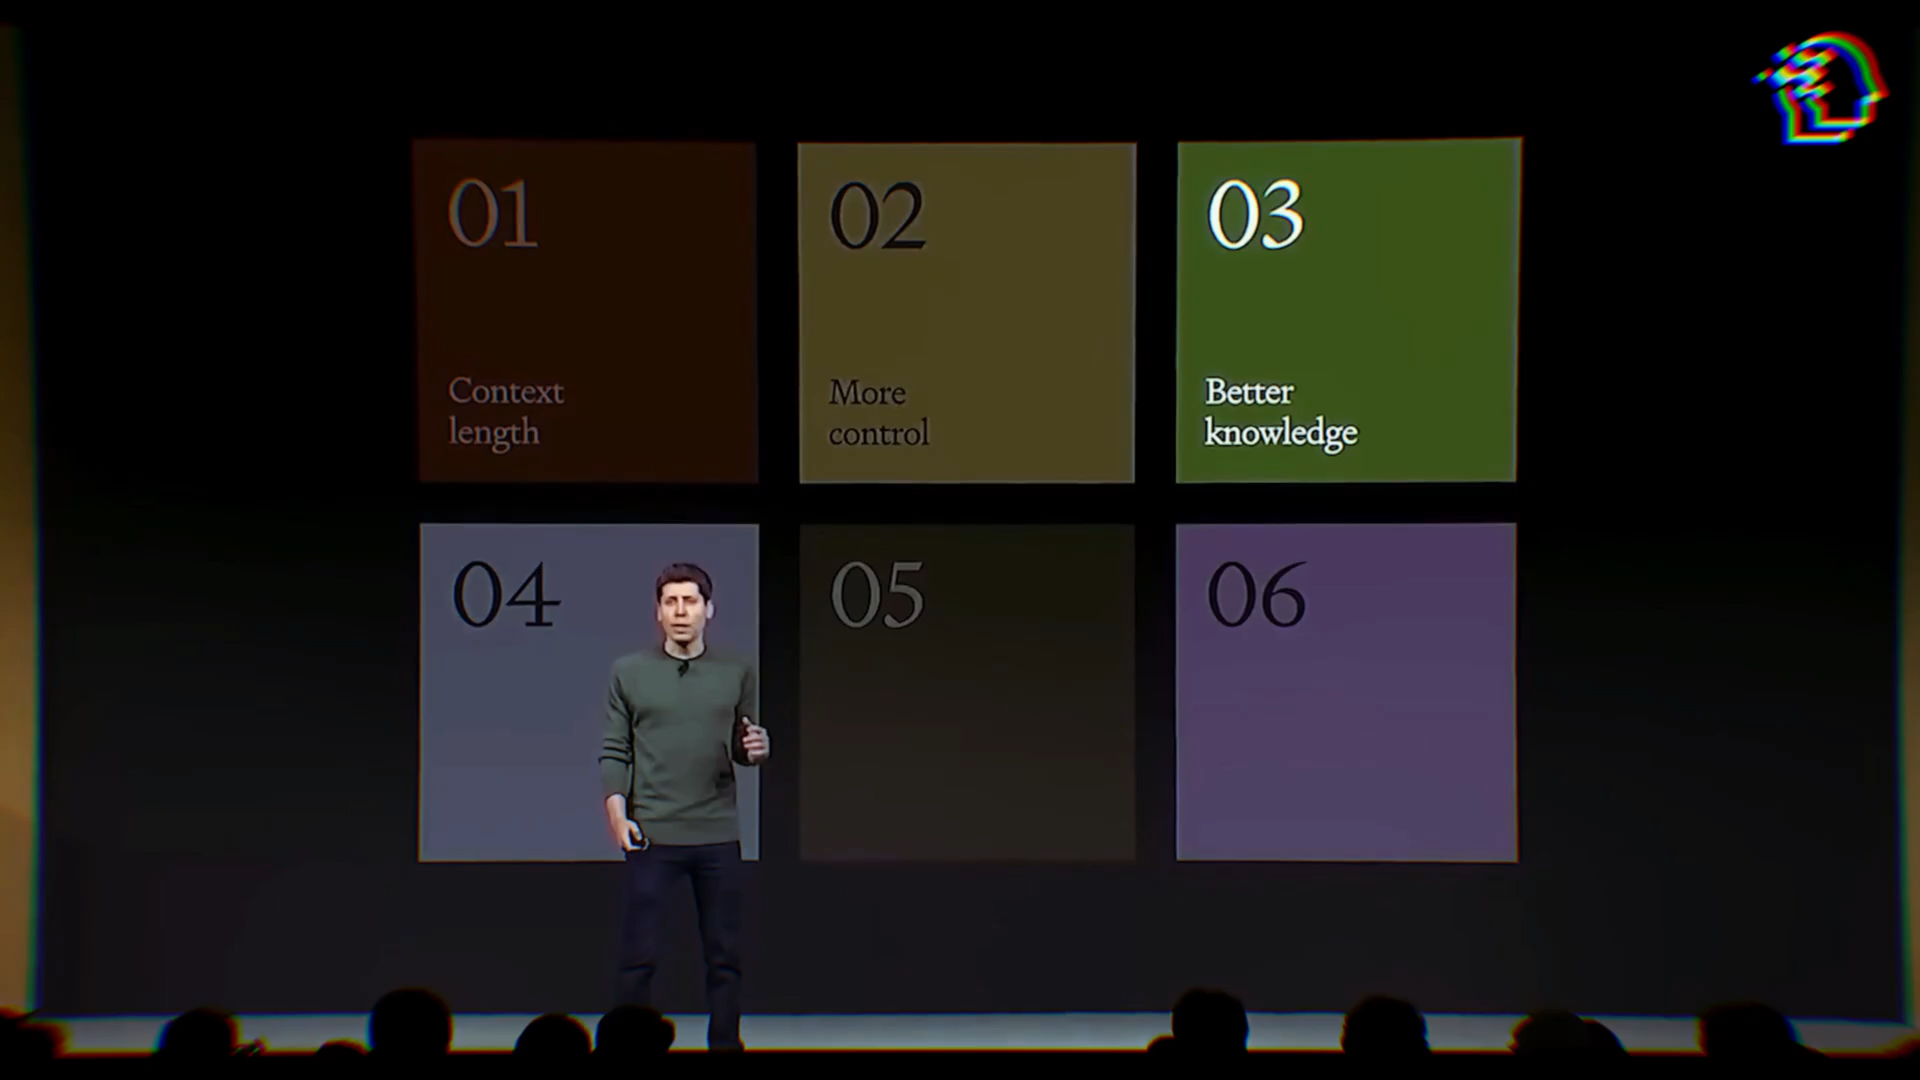 01
02
03
Context
length
More
control
Better
knowledge
04
05
06